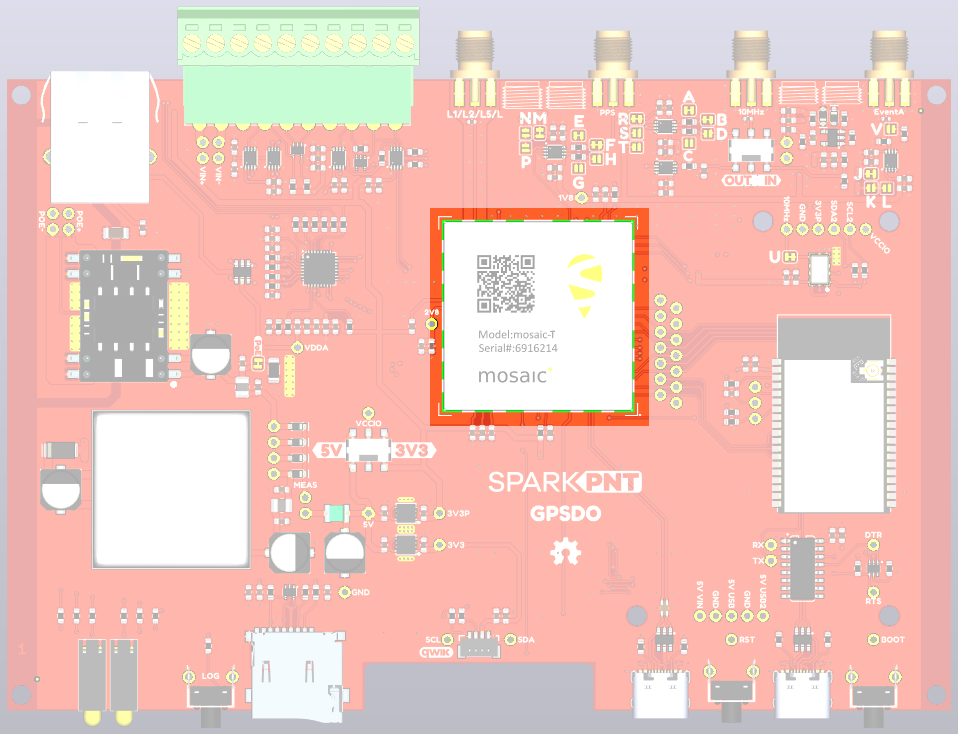 L1/L2/L5/L
PPS
10MHz
EventA
A
B
D
C
R
S
T
N M
P
E
F
H
G
V
J
K L
OUT IN
VIN+
VIN-
1V8
POE-
POE+
10MHz
GND
3V3P
SDA2
SCL2
VCCIO
U
2V8
Model:mosaic-T
Serial#:6916214
mosaic
PoE
VDDA
VCCIO
5V
3V3
MEAS
SPARKPNT
GPSDO
5V
3V3P
3V3
GND
RX
TX
DTR
RTS
5V VIN
GND
5V USB
GND
5V USB2
SCL
SDA
QWIIC
RST
BOOT
LOG
1